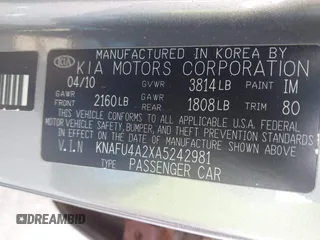 MANUFACTURED IN KOREA BY
KIA KIA MOTORS CORPORATION
04/10 GVWR 3814LB PAINT IM
GAWR FRONT 2160LB GAWR REAR 1808LB TRIM 80
THIS VEHICLE CONFORMS TO ALL APPLICABLE U.S.A. FEDERAL
MOTOR VEHICLE SAFETY, BUMPER, AND THEFT PREVENTION STANDARDS
IN EFFECT ON THE DATE OF MANUFACTURE SHOWN ABOVE.
V.I.N KNAFU4A2XA5242981
PASSENGER CAR
DREAMBID